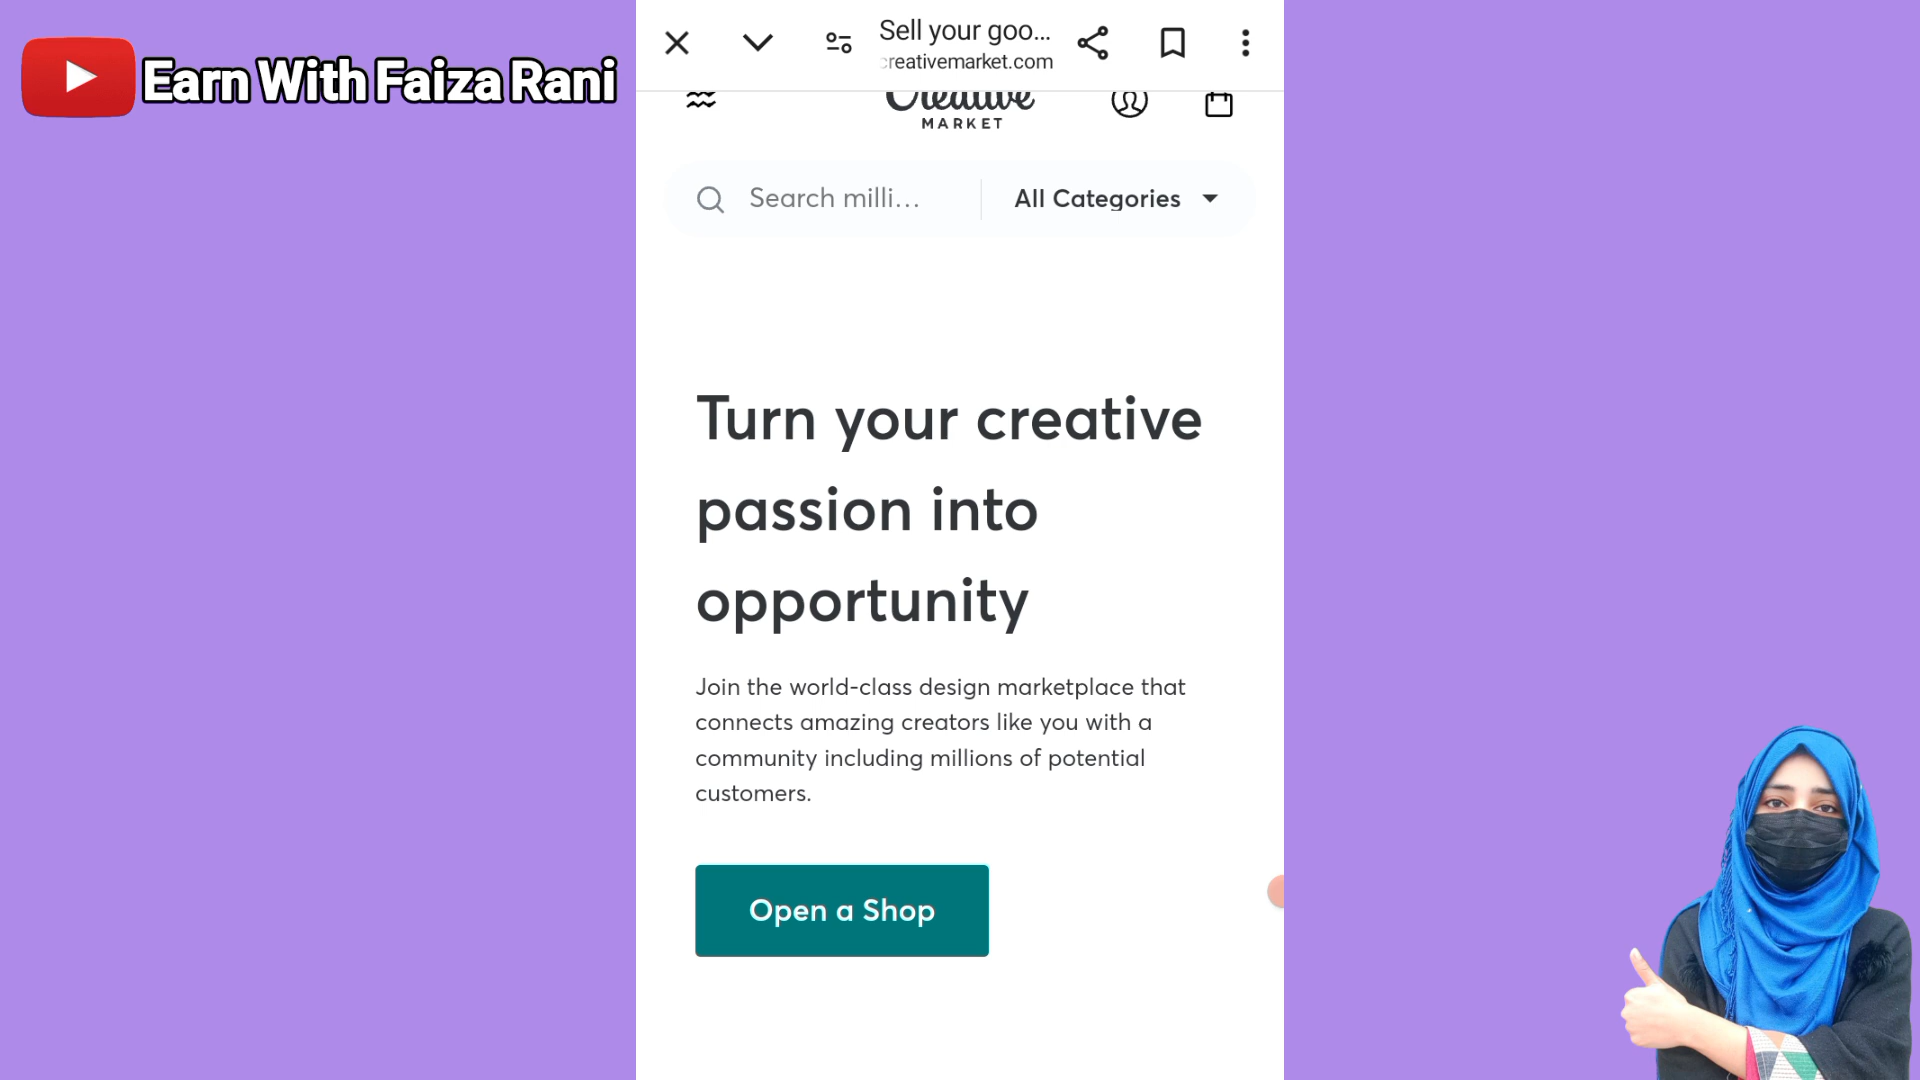 Earn With Faiza Rani
Sell your goo...
creativemarket.com
Creative
MARKET
Search milli...
All Categories
Turn your creative
passion into
opportunity
Join the world-class design marketplace that
connects amazing creators like you with a
community including millions of potential
customers.
Open a Shop